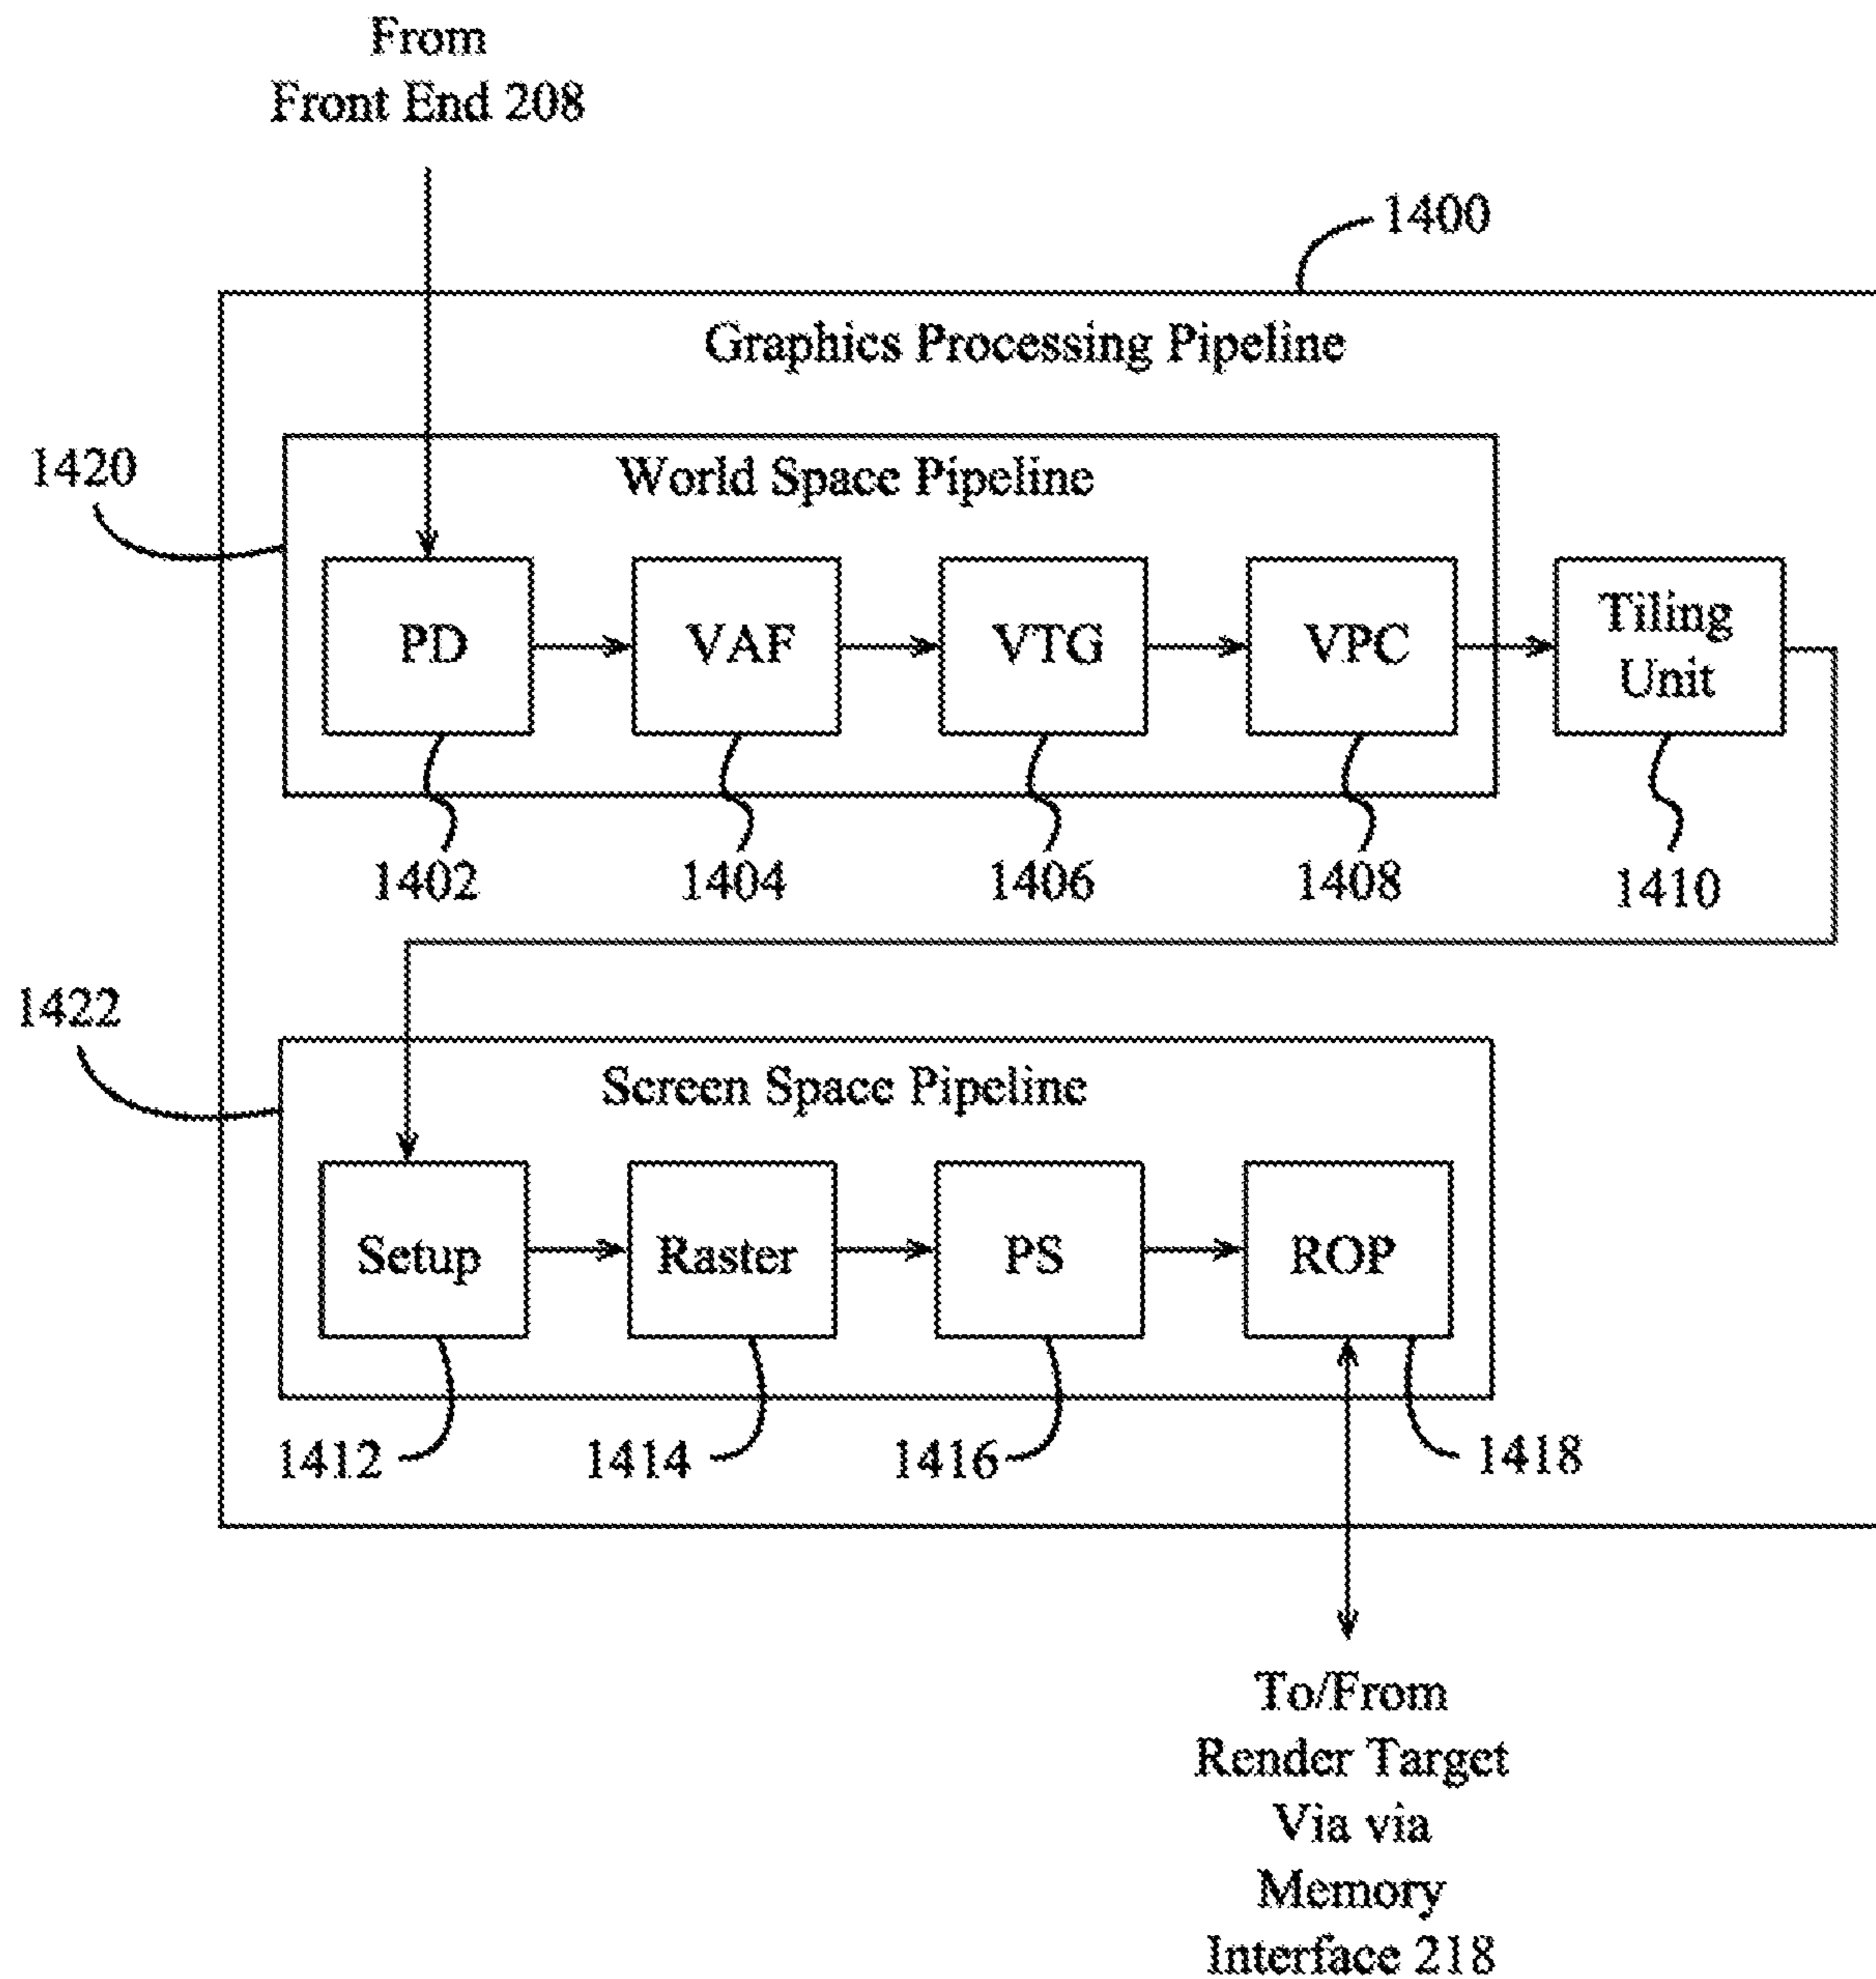 From
Front End 208
1400
Graphics Processing Pipeline
1420
World Space Pipeline
PD
VAF
VTG
VPC
Tiling
Unit
1402
1404
1406
1408
1410
1422
Screen Space Pipeline
Setup
Raster
PS
ROP
1412
1414
1416
1418
To/From
Render Target
Via via
Memory
Interface 218